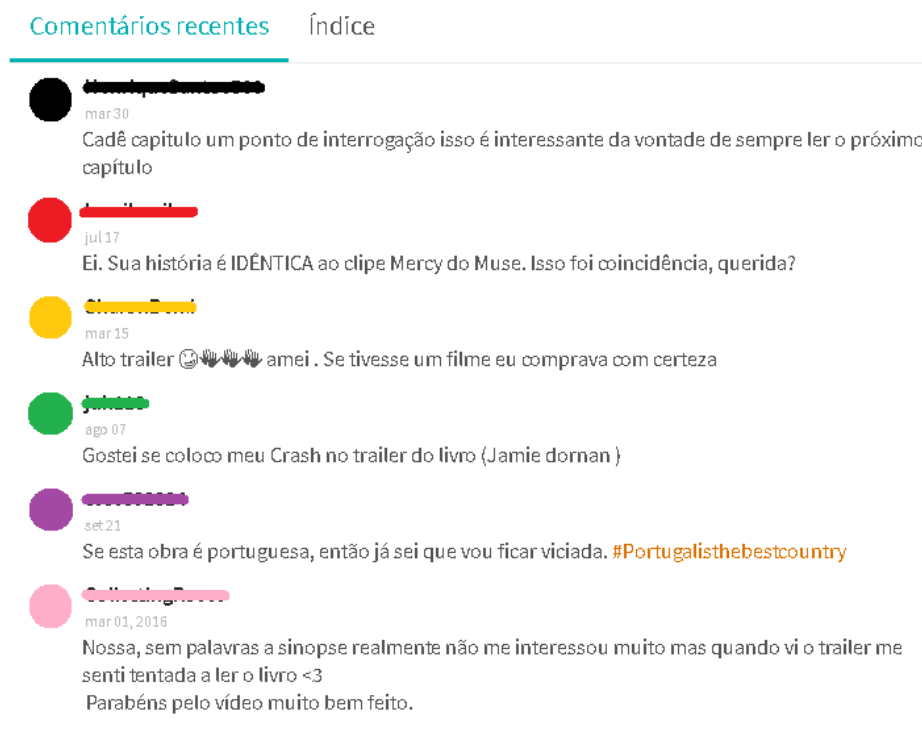 Comentários recentes Índice
mar 30
Cadê capitulo um ponto de interrogação isso é interessante da vontade de sempre ler o próximo
capítulo
jul 17
Ei. Sua história é IDÊNTICA ao clipe Mercy do Muse. Isso foi coincidência, querida?
mar 15
Alto trailer 👋👋👋 amei . Se tivesse um filme eu comprava com certeza
ago 07
Gostei se coloco meu Crash no trailer do livro (Jamie dornan )
set 21
Se esta obra é portuguesa, então já sei que vou ficar viciada. #Portugalisthebestcountry
mar 01, 2016
Nossa, sem palavras a sinopse realmente não me interessou muito mas quando vi o trailer me
senti tentada a ler o livro <3
Parabéns pelo vídeo muito bem feito.